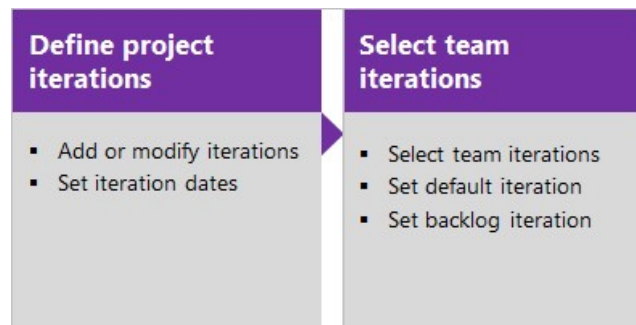 Define project
iterations
▪ Add or modify iterations
▪ Set iteration dates
Select team
iterations
▪ Select team iterations
▪ Set default iteration
▪ Set backlog iteration